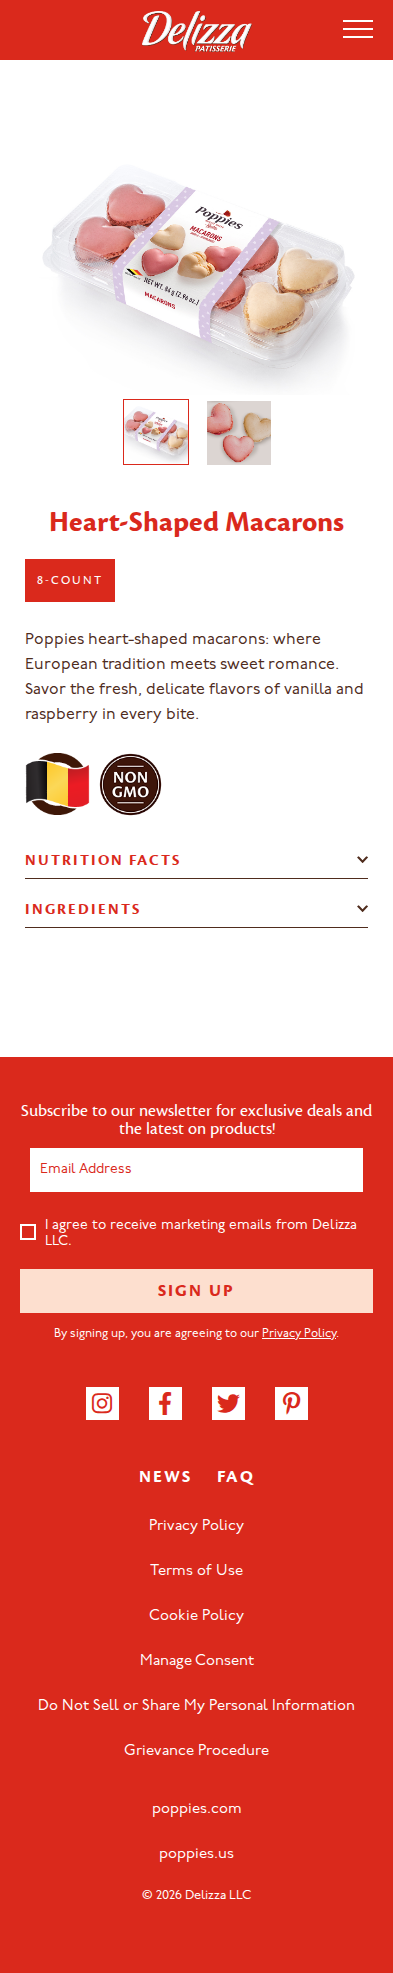 Delizza
PATISSERIE
Poppies
MACARONS
NET WT. 84 g (2.96 oz.)
MACARONS
Heart-Shaped Macarons
8-COUNT
Poppies heart-shaped macarons: where
European tradition meets sweet romance.
Savor the fresh, delicate flavors of vanilla and
raspberry in every bite.
NON
GMO
NUTRITION FACTS
INGREDIENTS
Subscribe to our newsletter for exclusive deals and
the latest on products!
Email Address
I agree to receive marketing emails from Delizza
LLC.
SIGN UP
By signing up, you are agreeing to our Privacy Policy.
NEWS FAQ
Privacy Policy
Terms of Use
Cookie Policy
Manage Consent
Do Not Sell or Share My Personal Information
Grievance Procedure
poppies.com
poppies.us
© 2026 Delizza LLC